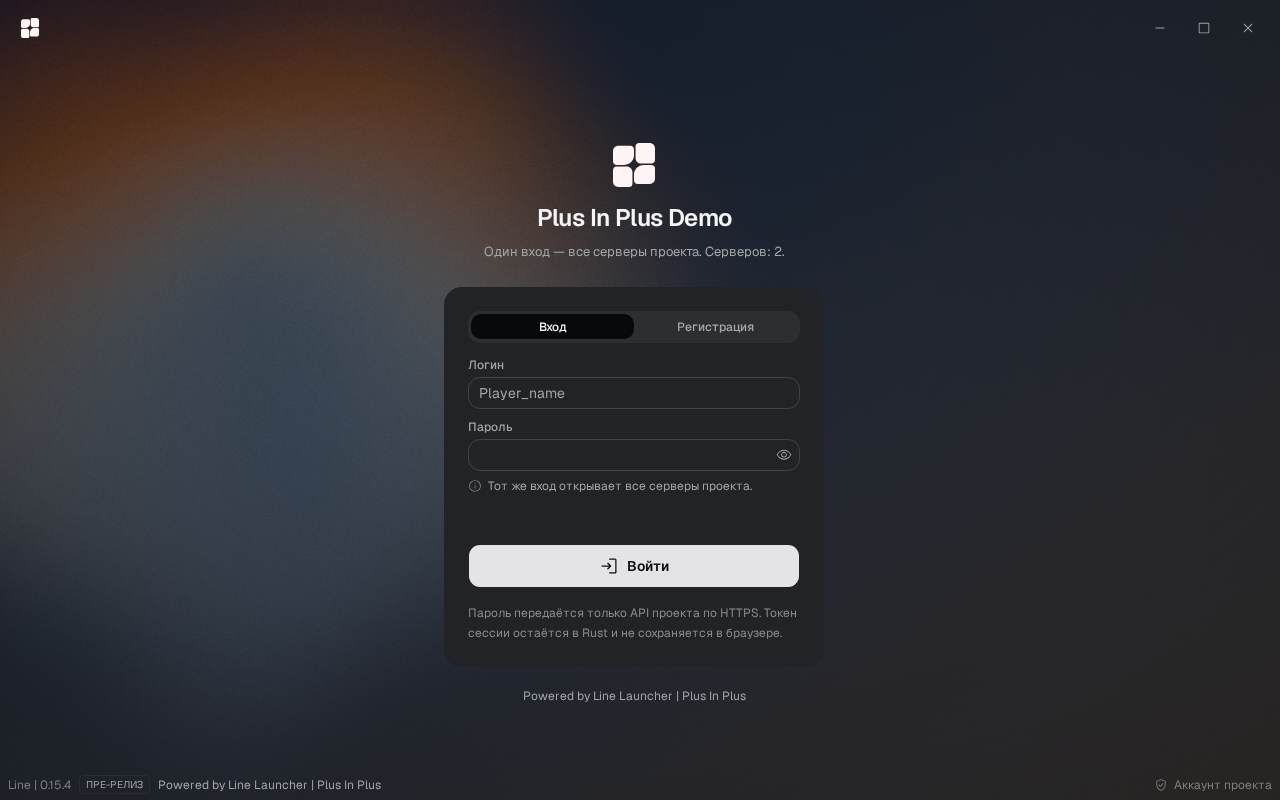 Plus In Plus Demo
Один вход — все серверы проекта. Серверов: 2.
Вход
Регистрация
Логин
Player_name
Пароль
Тот же вход открывает все серверы проекта.
Войти
Пароль передаётся только API проекта по HTTPS. Токен
сессии остаётся в Rust и не сохраняется в браузере.
Powered by Line Launcher | Plus In Plus
Line | 0.15.4
ПРЕ-РЕЛИЗ
Powered by Line Launcher | Plus In Plus
Аккаунт проекта